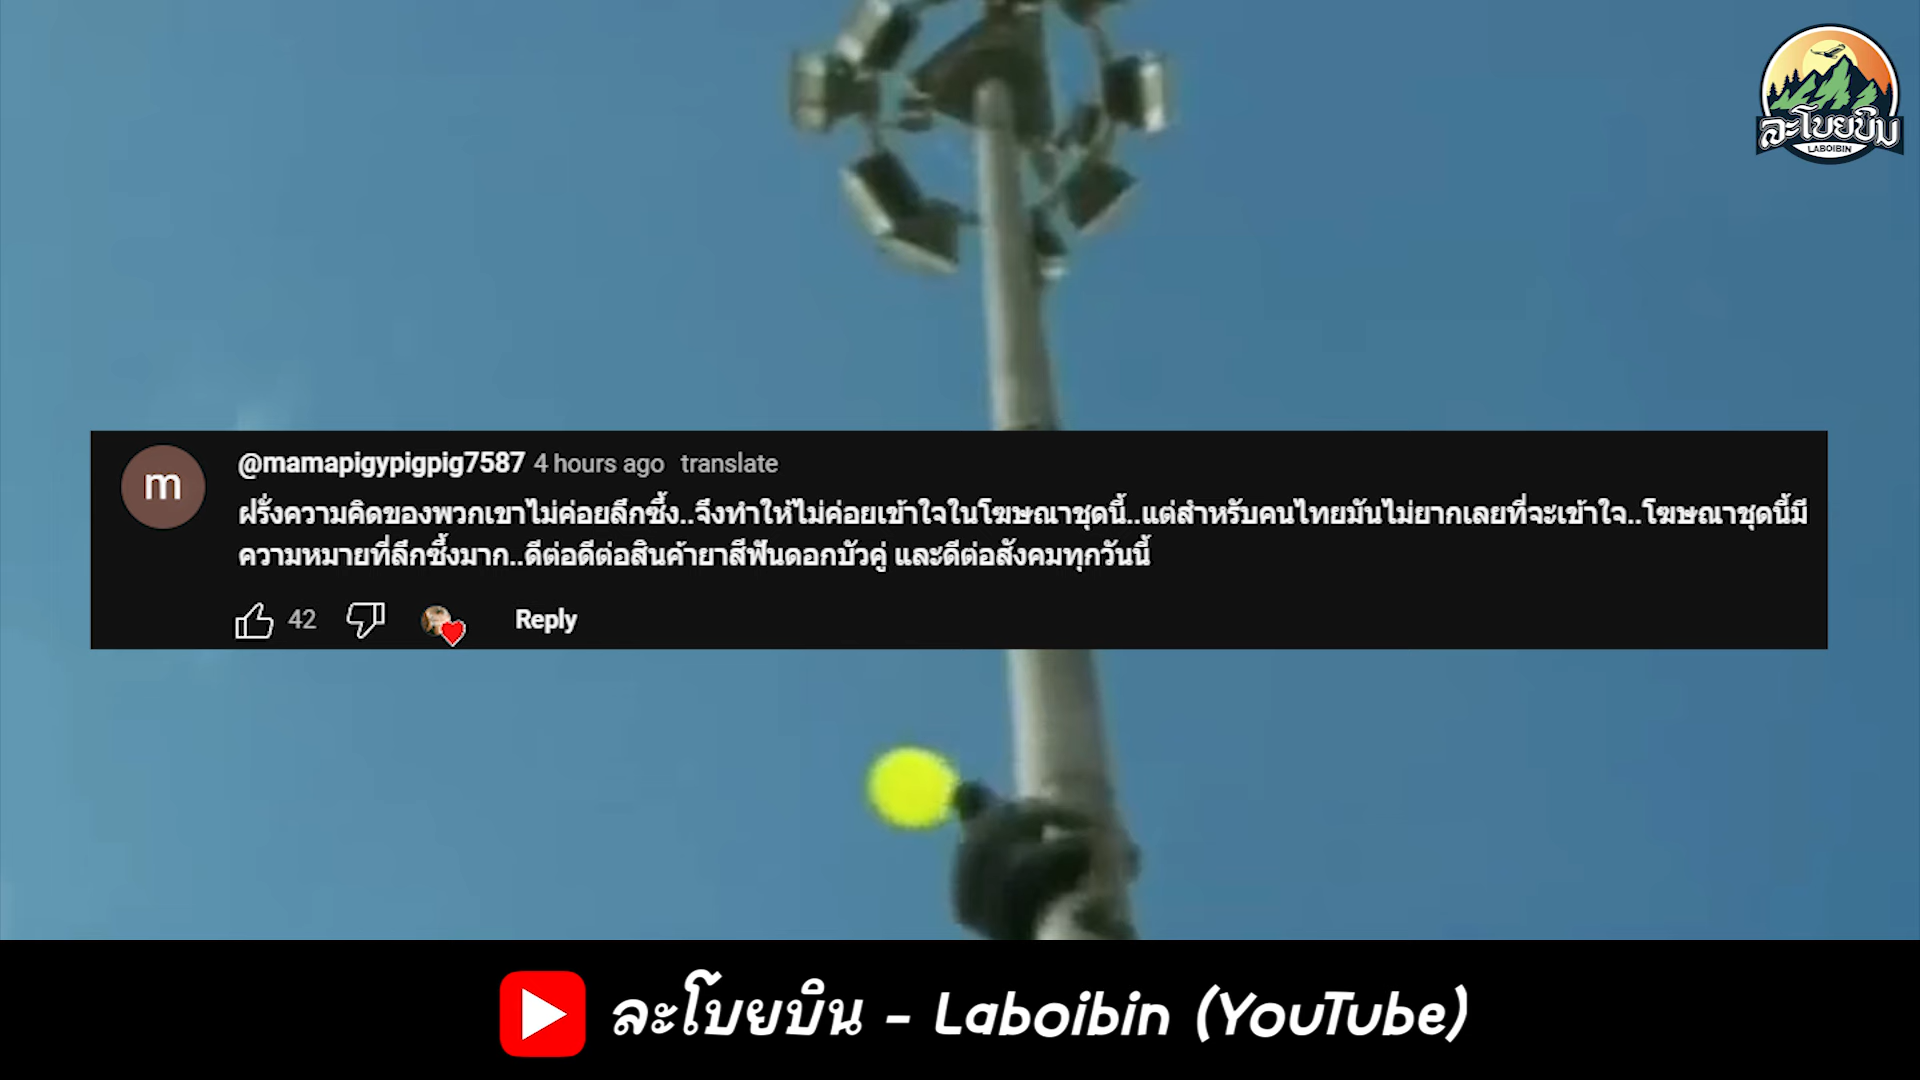 ละโบยบิน
LABOIBIN
m
@mamapigypigpig7587 4 hours ago translate
ฝรั่งความคิดของพวกเขาไม่ค่อยลึกซึ้ง..จึงทำให้ไม่ค่อยเข้าใจในโฆษณาชุดนี้..แต่สำหรับคนไทยมันไม่ยากเลยที่จะเข้าใจ..โฆษณาชุดนี้มี
ความหมายที่ลึกซึ้งมาก..ดีต่อดีต่อสินค้ายาสีฟันดอกบัวคู่ และดีต่อสังคมทุกวันนี้
42 Reply
ละโบยบิน - Laboibin (YouTube)